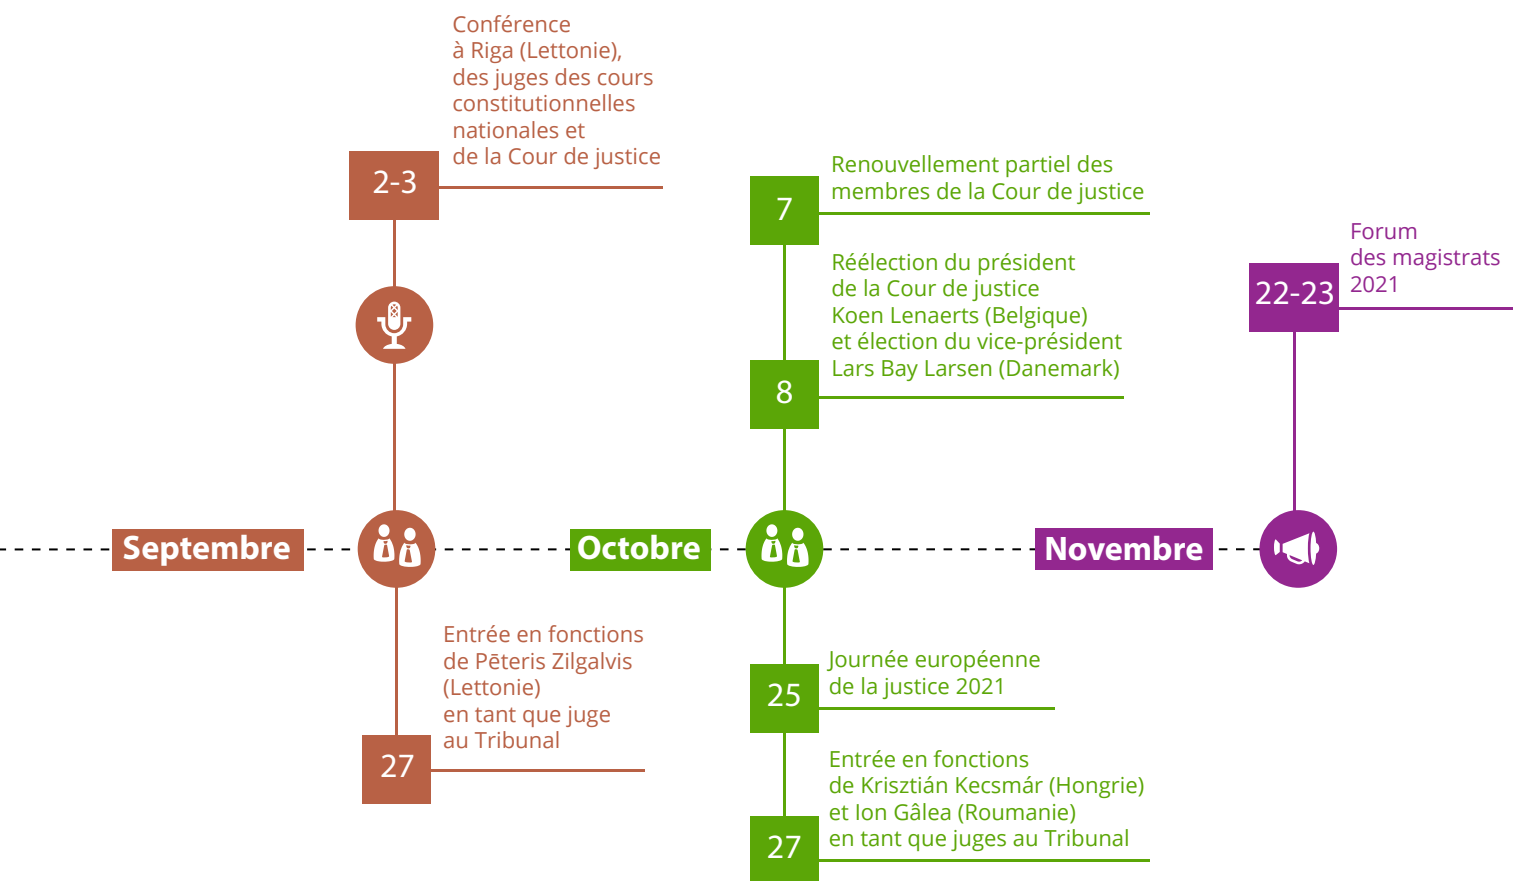 Conférence
à Riga (Lettonie),
des juges des cours
constitutionnelles
nationales et
de la Cour de justice
2-3
Septembre
Entrée en fonctions
de Pēteris Zilgalvis
(Lettonie)
en tant que juge
au Tribunal
27
Renouvellement partiel des
membres de la Cour de justice
7
Réélection du président
de la Cour de justice
Koen Lenaerts (Belgique)
et élection du vice-président
Lars Bay Larsen (Danemark)
8
Octobre
Journée européenne
de la justice 2021
25
Entrée en fonctions
de Krisztián Kecsmár (Hongrie)
et Ion Gâlea (Roumanie)
en tant que juges au Tribunal
27
Forum
des magistrats
2021
22-23
Novembre